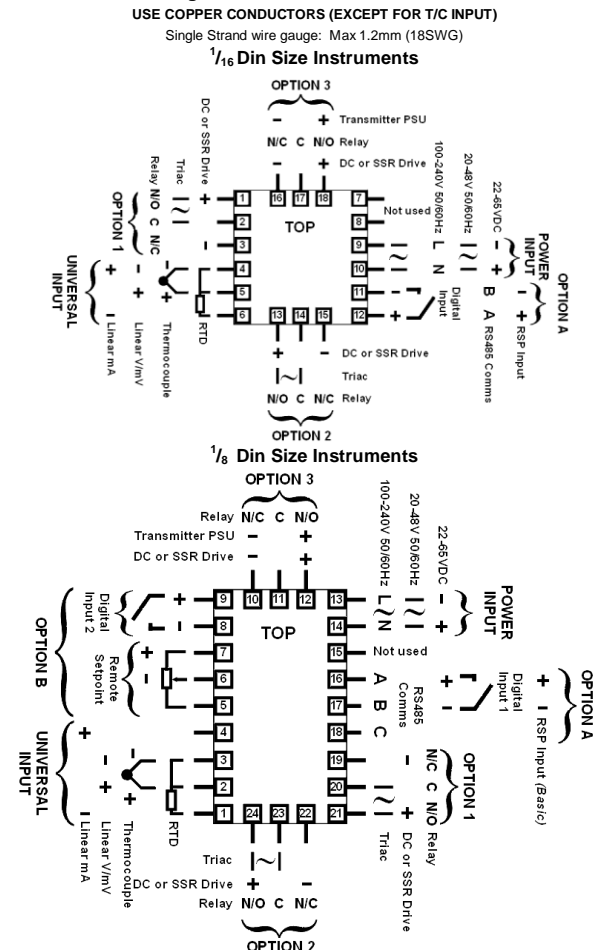 USE COPPER CONDUCTORS (EXCEPT FOR T/C INPUT)
Single Strand wire gauge: Max 1.2mm (18SWG)
1/16 Din Size Instruments
OPTION 3
− + Transmitter PSU
N/C C N/O Relay
− + DC or SSR Drive
DC or SSR Drive + −
Triac ~
Relay N/O C N/C
OPTION 1
UNIVERSAL INPUT
+ − Linear mA
− + Linear V/mV
− + Thermocouple
RTD
1 2 3 4 5 6
16 17 18
TOP
7 8 9 10 11 12
13 14 15
Not used
100-240V 50/60Hz L ~ N
20-48V 50/60Hz ~
22-65VDC − +
POWER INPUT
− + Digital Input
B A RS485 Comms
− + RSP Input
OPTION A
+ − DC or SSR Drive
~ Triac
N/O C N/C Relay
OPTION 2
1/8 Din Size Instruments
OPTION 3
Relay N/C C N/O
Transmitter PSU − +
DC or SSR Drive − +
100-240V 50/60Hz L ~ N
20-48V 50/60Hz ~
22-65VDC − +
POWER INPUT
9 8 7 6 5 4 3 2 1
10 11 12
TOP
13 14 15 16 17 18 19 20 21
24 23 22
Digital Input 2 + −
Remote Setpoint + −
OPTION B
UNIVERSAL INPUT
+ − Linear mA
− + Linear V/mV
− + Thermocouple
RTD
Not used
A B C RS485 Comms
+ − Digital Input 1
+ − RSP Input (Basic)
OPTION A
~ Triac
− + DC or SSR Drive
N/C C N/O Relay
OPTION 1
Triac ~
DC or SSR Drive + −
Relay N/O C N/C
OPTION 2